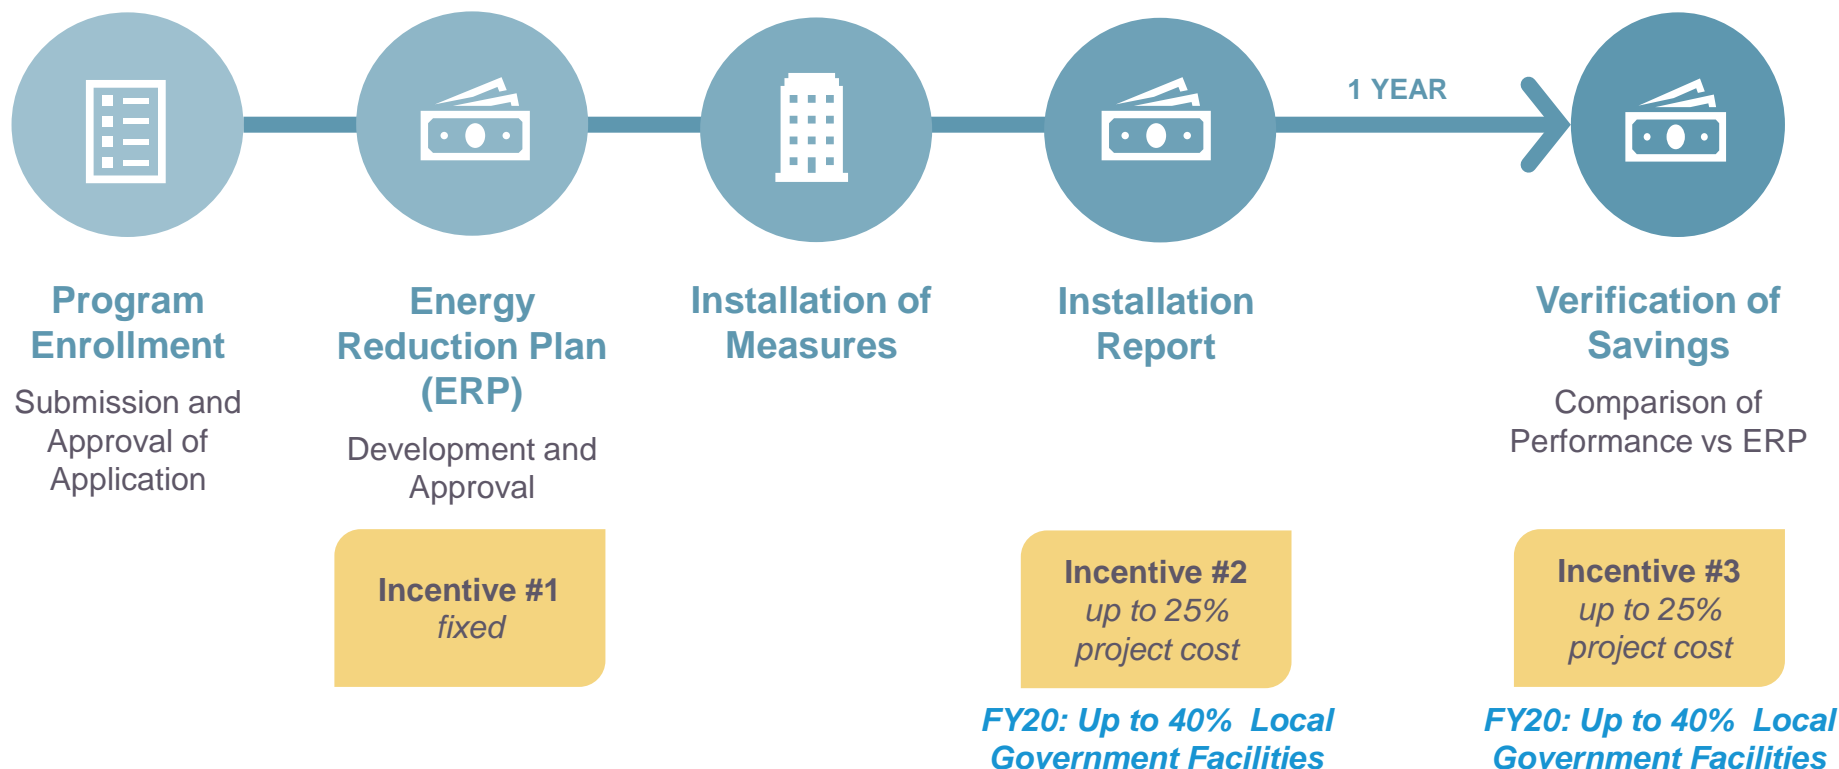 1 YEAR
Program
Enrollment
Submission and
Approval of
Application
Energy
Reduction Plan
(ERP)
Development and
Approval
Incentive #1
fixed
Installation of
Measures
Installation
Report
Incentive #2
up to 25%
project cost
FY20: Up to 40% Local
Government Facilities
Verification of
Savings
Comparison of
Performance vs ERP
Incentive #3
up to 25%
project cost
FY20: Up to 40% Local
Government Facilities